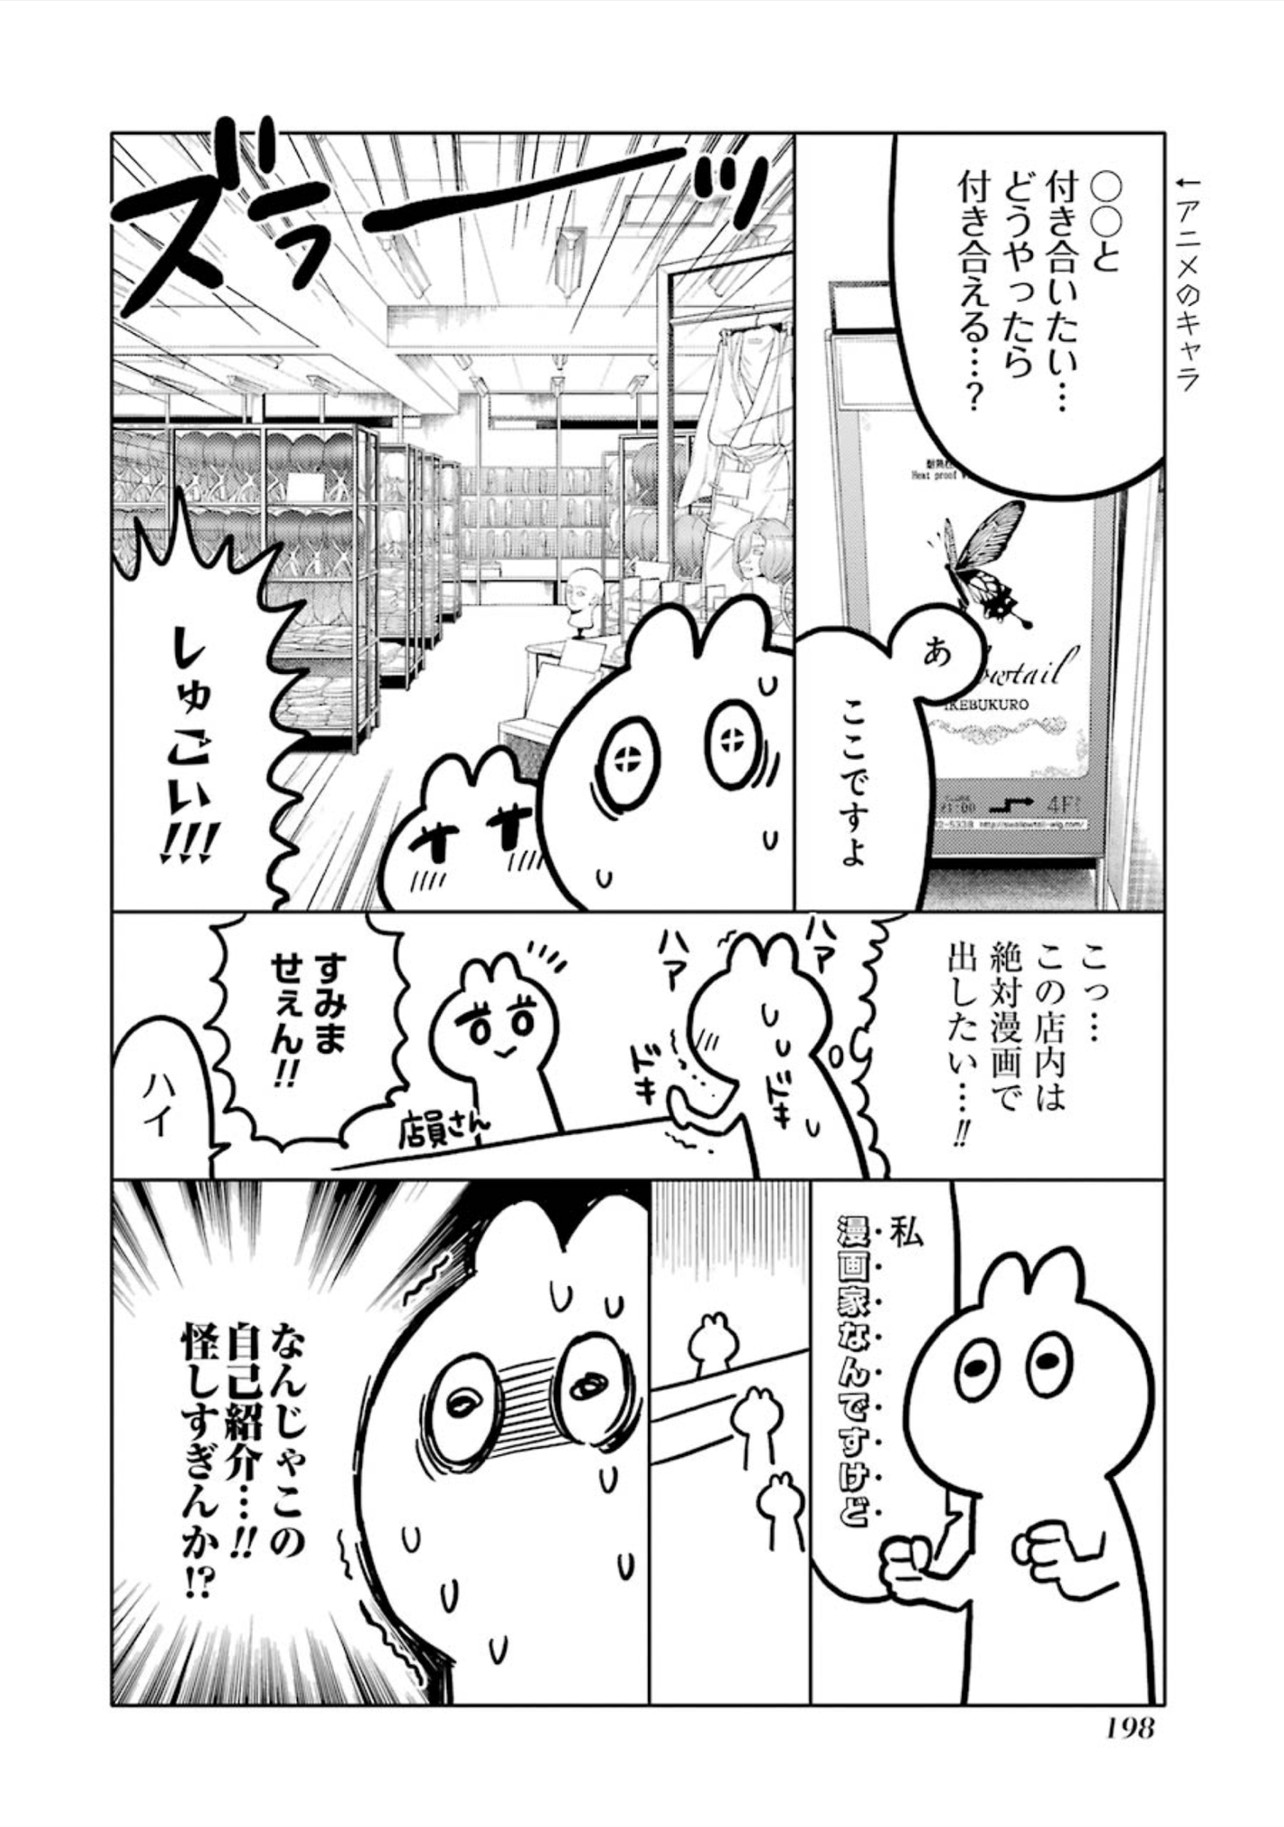 ←アニメのキャラ
○○と
付き合いたい…
どうやったら
付き合える…?
Heat proof
IKEBUKURO
4F
あ
ここですよ
ズラーーッ
しゅごい!!!
こっ…
この店内は
絶対漫画で
出したい…!!
ハア
ハア
ドキ
ドキ
店員さん
すみま
せぇん!!
ハイ
私
漫画家なんですけど
なんじゃこの
自己紹介…!!
怪しすぎんか!?
198